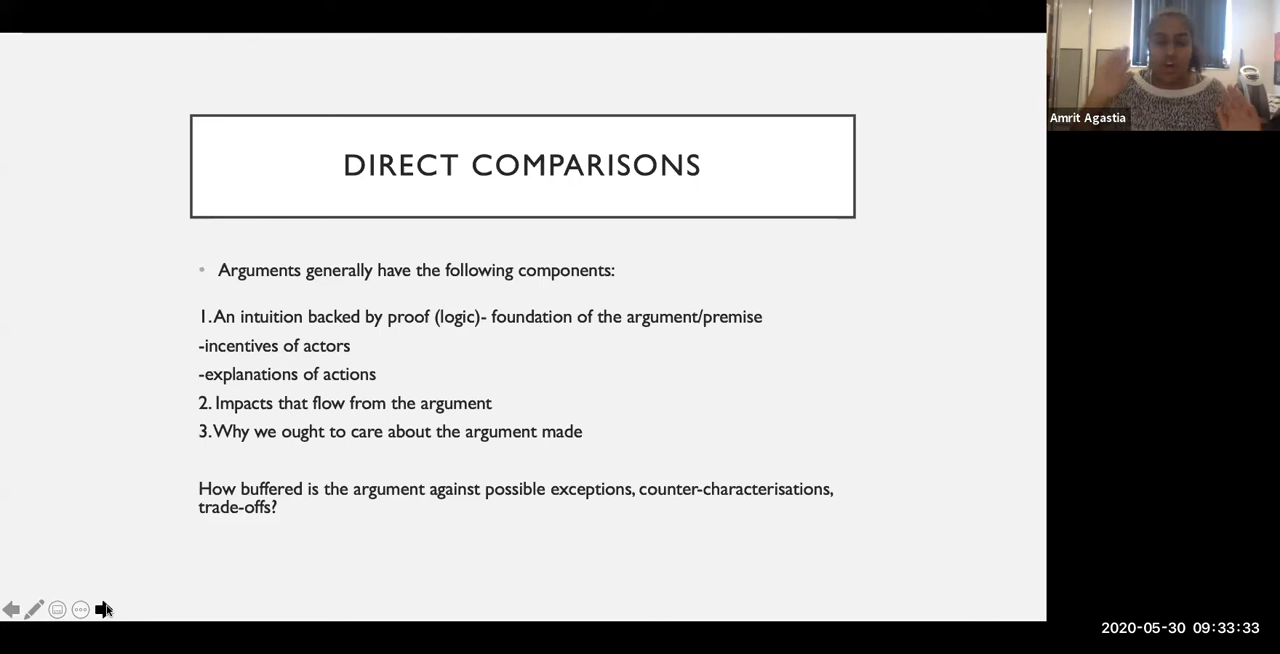 DIRECT COMPARISONS
Amrit Agastia
• Arguments generally have the following components:
1. An intuition backed by proof (logic)- foundation of the argument/premise
-incentives of actors
-explanations of actions
2. Impacts that flow from the argument
3. Why we ought to care about the argument made
How buffered is the argument against possible exceptions, counter-characterisations,
trade-offs?
2020-05-30 09:33:33